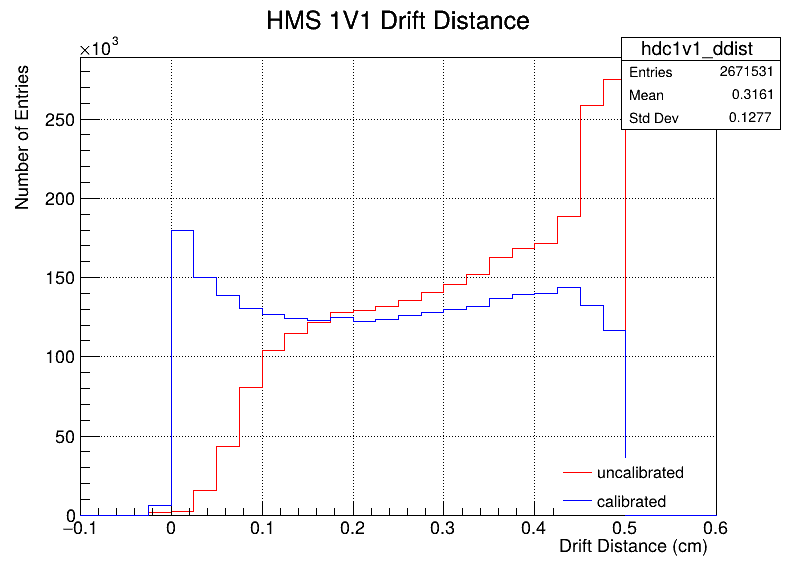 HMS 1V1 Drift Distance
×10³
hdc1v1_ddist
Entries 2671531
Mean 0.3161
Std Dev 0.1277
Number of Entries
250
200
150
100
50
0
uncalibrated
calibrated
−0.1 0 0.1 0.2 0.3 0.4 0.5 0.6
Drift Distance (cm)